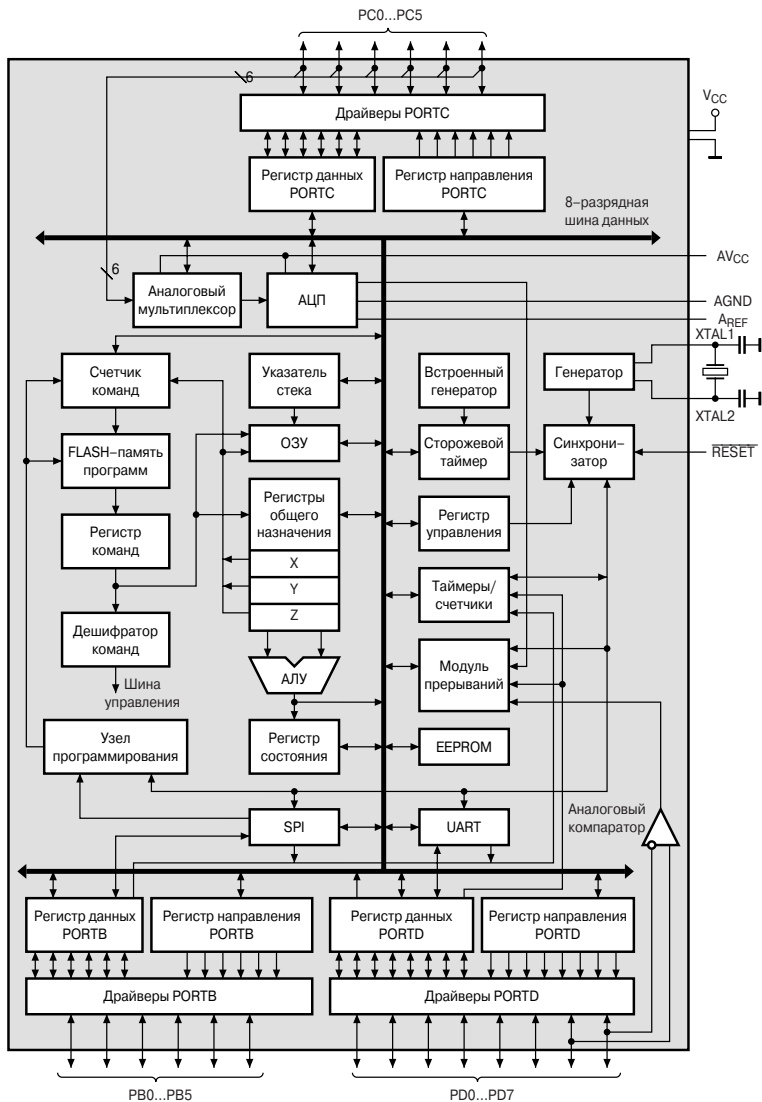 PC0...PC5
6
VCC
Драйверы PORTC
Регистр данных
PORTC
Регистр направления
PORTC
8–разрядная
шина данных
6
Аналоговый
мультиплексор
АЦП
AVCC
AGND
AREF
XTAL1
Счетчик
команд
Указатель
стека
Встроенный
генератор
Генератор
XTAL2
FLASH–память
программ
ОЗУ
Сторожевой
таймер
Синхрони-
затор
RESET
Регистр
команд
Регистры
общего
назначения
X
Y
Z
Регистр
управления
Таймеры/
счетчики
Дешифратор
команд
АЛУ
Модуль
прерываний
Шина
управления
Узел
программирования
Регистр
состояния
EEPROM
SPI
UART
Аналоговый
компаратор
Регистр данных
PORTB
Регистр направления
PORTB
Регистр данных
PORTD
Регистр направления
PORTD
Драйверы PORTB
Драйверы PORTD
PB0...PB5
PD0...PD7